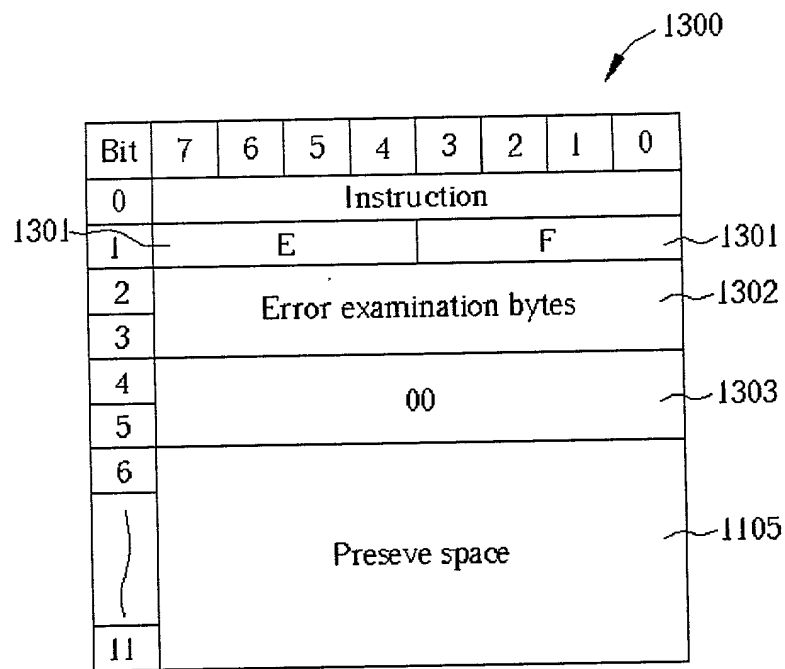 1300
Bit 7 6 5 4 3 2 1 0
0 Instruction
1301 1 E F 1301
2 Error examination bytes 1302
3
4 00 1303
5
6
Preseve space 1105
11